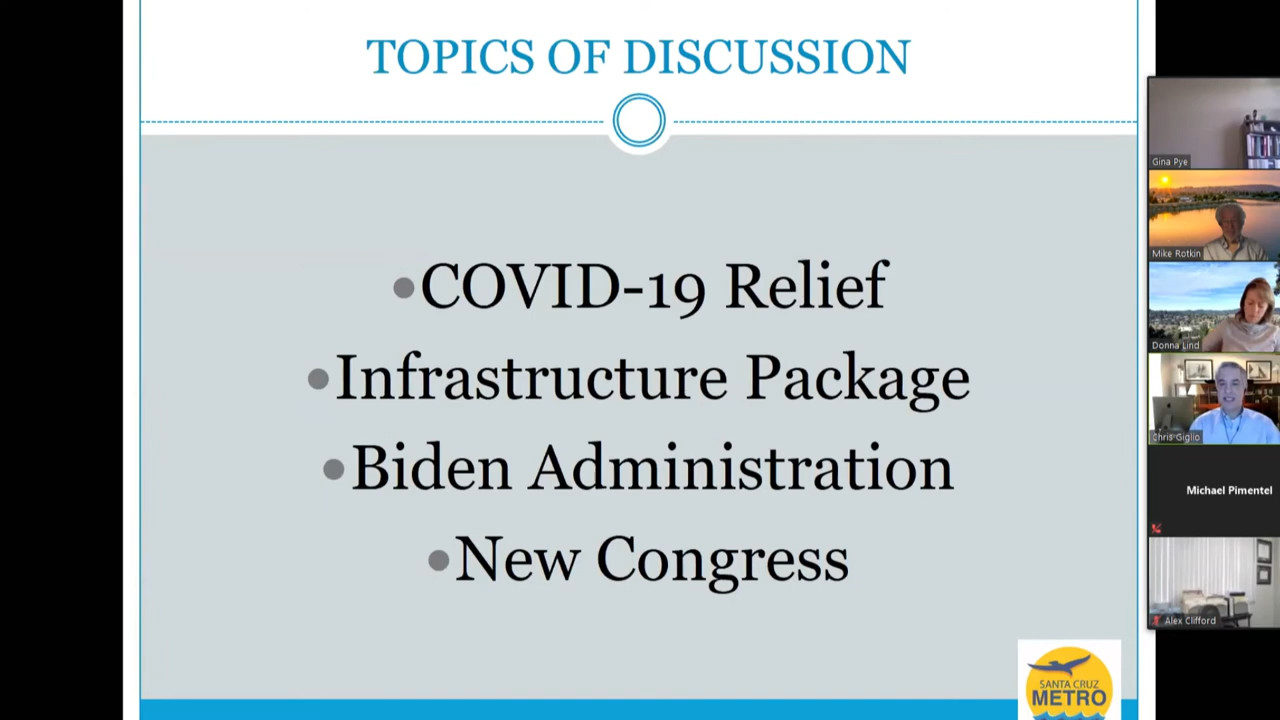 TOPICS OF DISCUSSION
•COVID-19 Relief
•Infrastructure Package
•Biden Administration
•New Congress
SANTA CRUZ
METRO
Gina Pye
Mike Rotkin
Donna Lind
Chris Giglio
Michael Pimentel
Alex Clifford